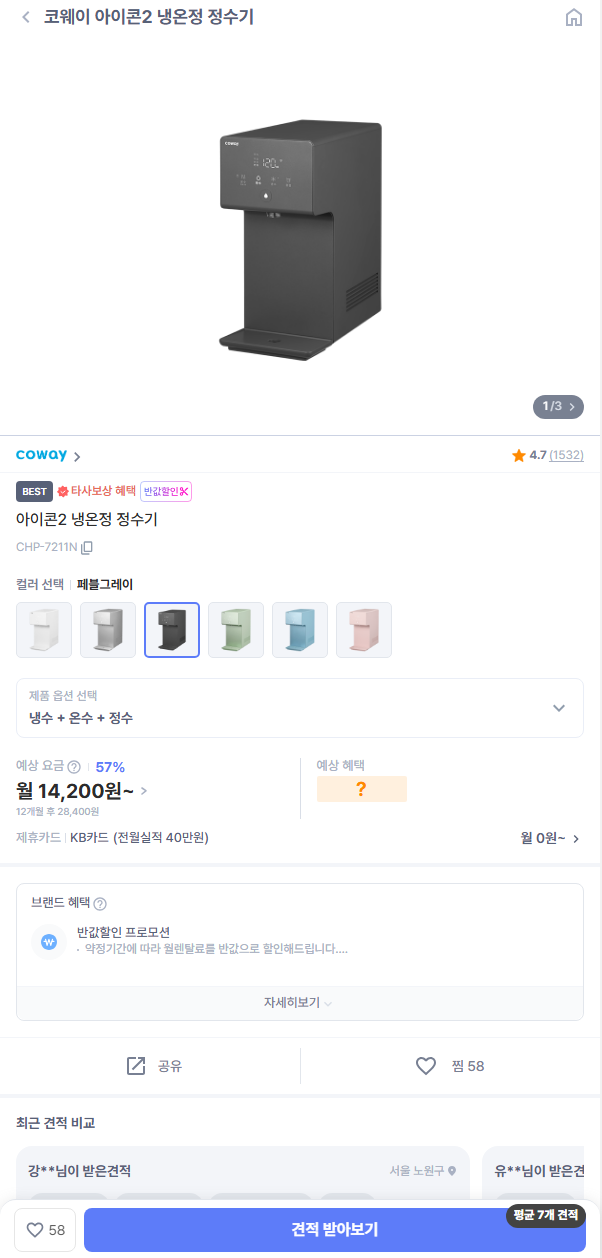 코웨이 아이콘2 냉온정 정수기
coway
120
1/3
coway
4.7 (1532)
BEST 타사보상 혜택 반값할인
아이콘2 냉온정 정수기
CHP-7211N
컬러 선택 페블그레이
제품 옵션 선택
냉수 + 온수 + 정수
예상 요금 ? 57%
월 14,200원~
12개월 후 28,400원
예상 혜택
?
제휴카드 KB카드 (전월실적 40만원)
월 0원~
브랜드 혜택 ?
₩
반값할인 프로모션
· 약정기간에 따라 월렌탈료를 반값으로 할인해드립니다....
자세히보기
공유
찜 58
최근 견적 비교
강**님이 받은견적
서울 노원구
유**님이 받은견
58
견적 받아보기
평균 7개 견적